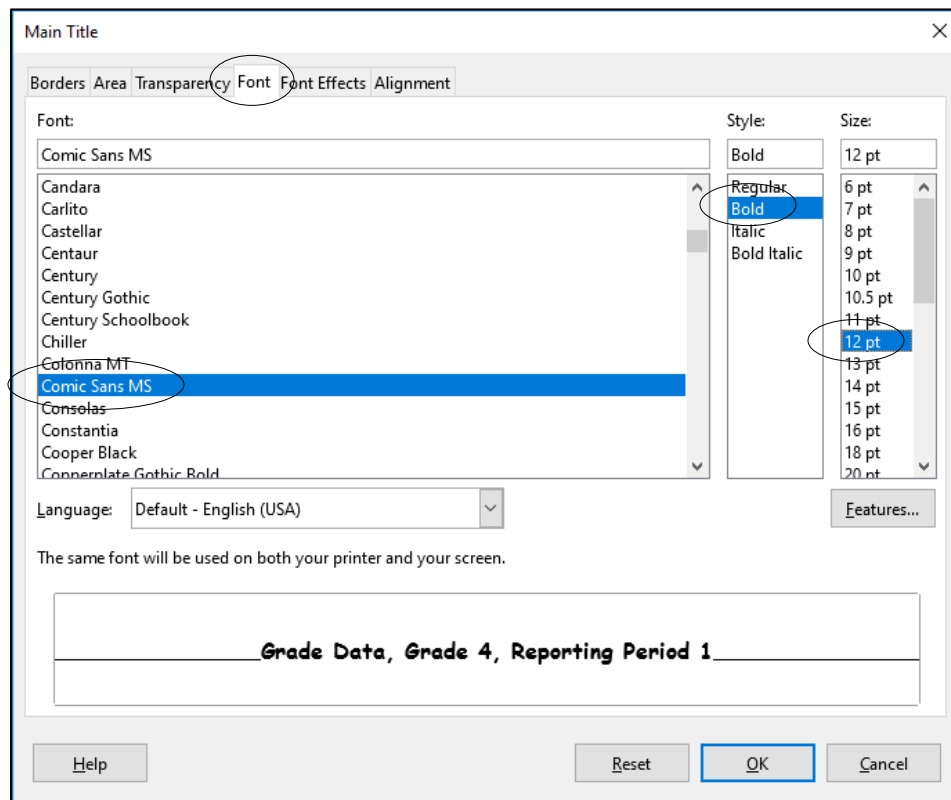 Main Title
Borders Area Transparency Font Font Effects Alignment
Font: Style: Size:
Comic Sans MS Bold 12 pt
Candara Regular 6 pt
Carlito Bold 7 pt
Castellar Italic 8 pt
Centaur Bold Italic 9 pt
Century 10 pt
Century Gothic 10.5 pt
Century Schoolbook 11 pt
Chiller 12 pt
Colonna MT 13 pt
Comic Sans MS 14 pt
Consolas 15 pt
Constantia 16 pt
Cooper Black 18 pt
Copperplate Gothic Bold 20 pt
Language: Default - English (USA) Features...
The same font will be used on both your printer and your screen.
Grade Data, Grade 4, Reporting Period 1
Help Reset OK Cancel